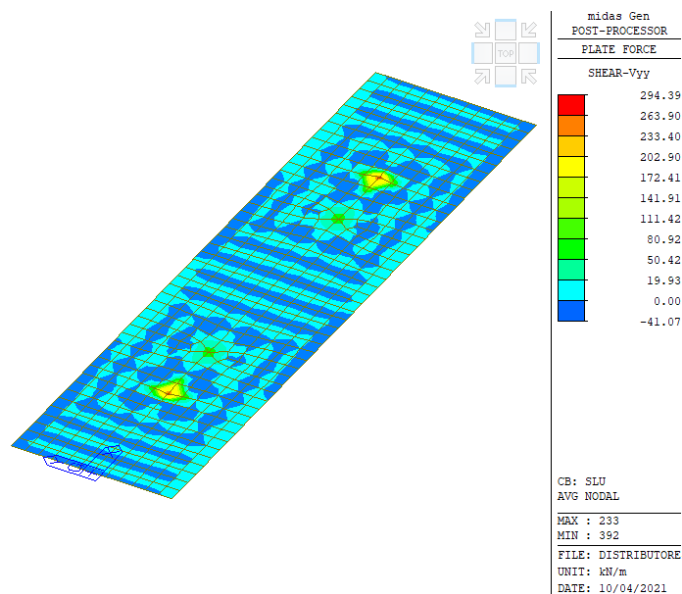 TOP
midas Gen
POST-PROCESSOR
PLATE FORCE
SHEAR-Vyy
294.39
263.90
233.40
202.90
172.41
141.91
111.42
80.92
50.42
19.93
0.00
-41.07
CB: SLU
AVG NODAL
MAX : 233
MIN : 392
FILE: DISTRIBUTORE
UNIT: kN/m
DATE: 10/04/2021